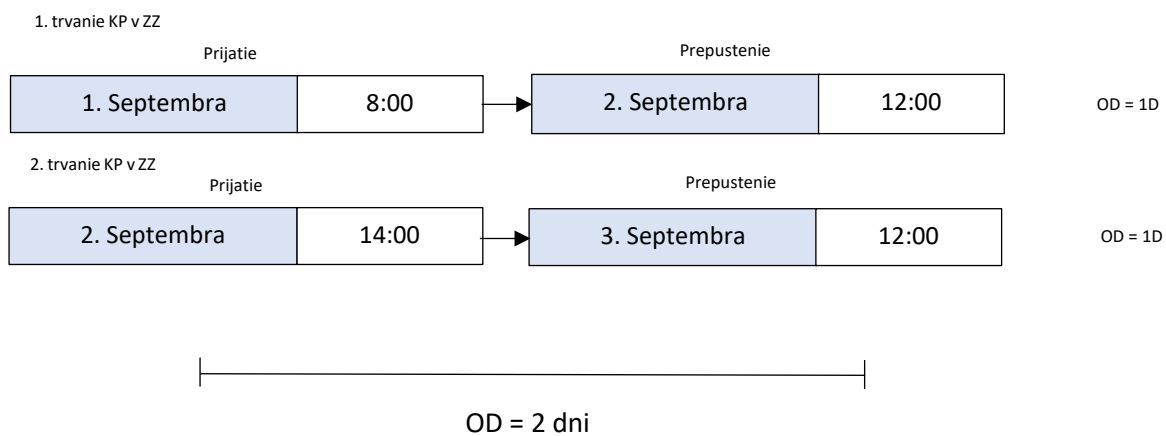 1. trvanie KP v ZZ
Prijatie
Prepustenie
1. Septembra 8:00 2. Septembra 12:00 OD = 1D
2. trvanie KP v ZZ
Prijatie
Prepustenie
2. Septembra 14:00 3. Septembra 12:00 OD = 1D
OD = 2 dni